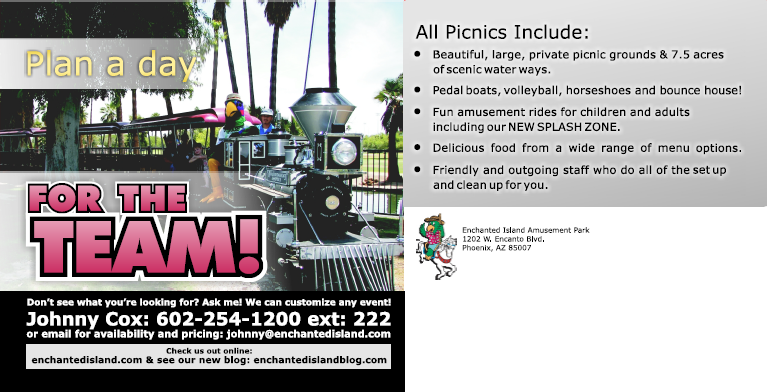 Plan a day
FOR THE
TEAM!
Don't see what you're looking for? Ask me! We can customize any event!
Johnny Cox: 602-254-1200 ext: 222
or email for availability and pricing: johnny@enchantedisland.com
Check us out online:
enchantedisland.com & see our new blog: enchantedislandblog.com
All Picnics Include:
• Beautiful, large, private picnic grounds & 7.5 acres
of scenic water ways.
• Pedal boats, volleyball, horseshoes and bounce house!
• Fun amusement rides for children and adults
including our NEW SPLASH ZONE.
• Delicious food from a wide range of menu options.
• Friendly and outgoing staff who do all of the set up
and clean up for you.
Enchanted Island Amusement Park
1202 W. Encanto Blvd.
Phoenix, AZ 85007